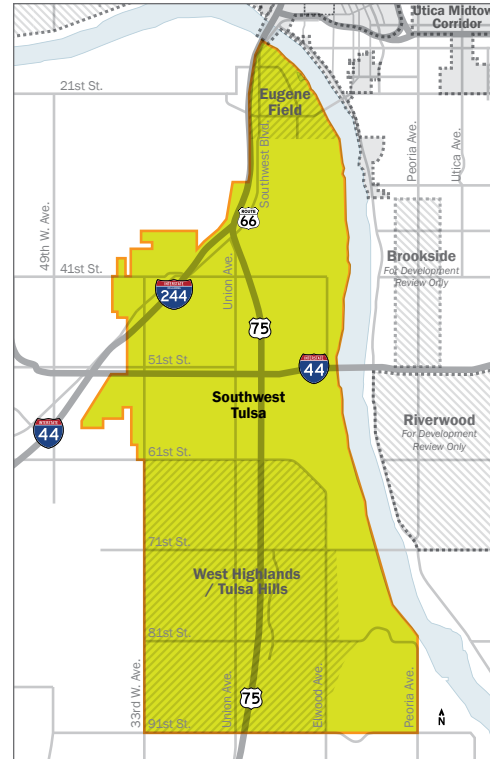 Utica Midtow
Corridor
21st St.
Eugene
Field
Southwest Blvd.
Peoria Ave.
Utica Ave.
49th W. Ave.
ROUTE
66
Brookside
For Development
Review Only
41st St.
Union Ave.
INTERSTATE
244
75
51st St.
INTERSTATE
44
Southwest
Tulsa
INTERSTATE
44
Riverwood
For Development
Review Only
61st St.
71st St.
West Highlands
/ Tulsa Hills
81st St.
33rd W. Ave.
Union Ave.
75
Elwood Ave.
Peoria Ave.
91st St.
N